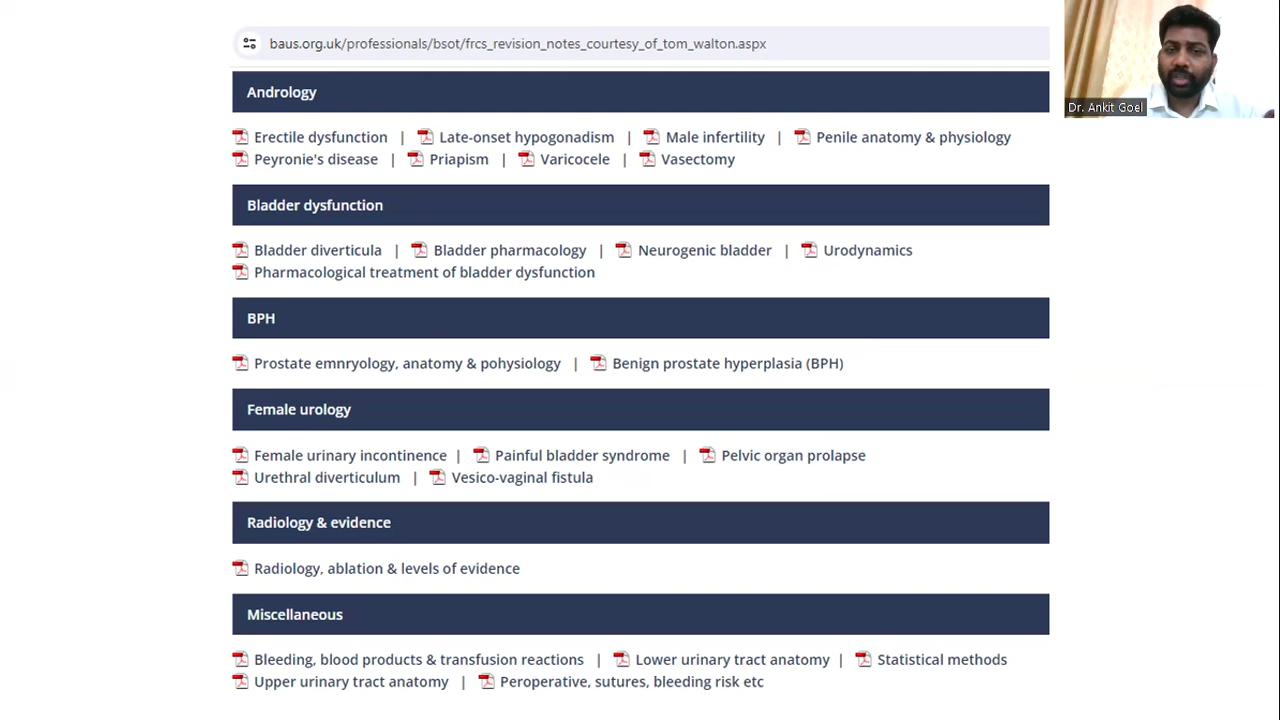 baus.org.uk/professionals/bsot/frcs_revision_notes_courtesy_of_tom_walton.aspx
Dr. Ankit Goel
Andrology
Erectile dysfunction | Late-onset hypogonadism | Male infertility | Penile anatomy & physiology
Peyronie's disease | Priapism | Varicocele | Vasectomy
Bladder dysfunction
Bladder diverticula | Bladder pharmacology | Neurogenic bladder | Urodynamics
Pharmacological treatment of bladder dysfunction
BPH
Prostate emnryology, anatomy & pohysiology | Benign prostate hyperplasia (BPH)
Female urology
Female urinary incontinence | Painful bladder syndrome | Pelvic organ prolapse
Urethral diverticulum | Vesico-vaginal fistula
Radiology & evidence
Radiology, ablation & levels of evidence
Miscellaneous
Bleeding, blood products & transfusion reactions | Lower urinary tract anatomy | Statistical methods
Upper urinary tract anatomy | Peroperative, sutures, bleeding risk etc